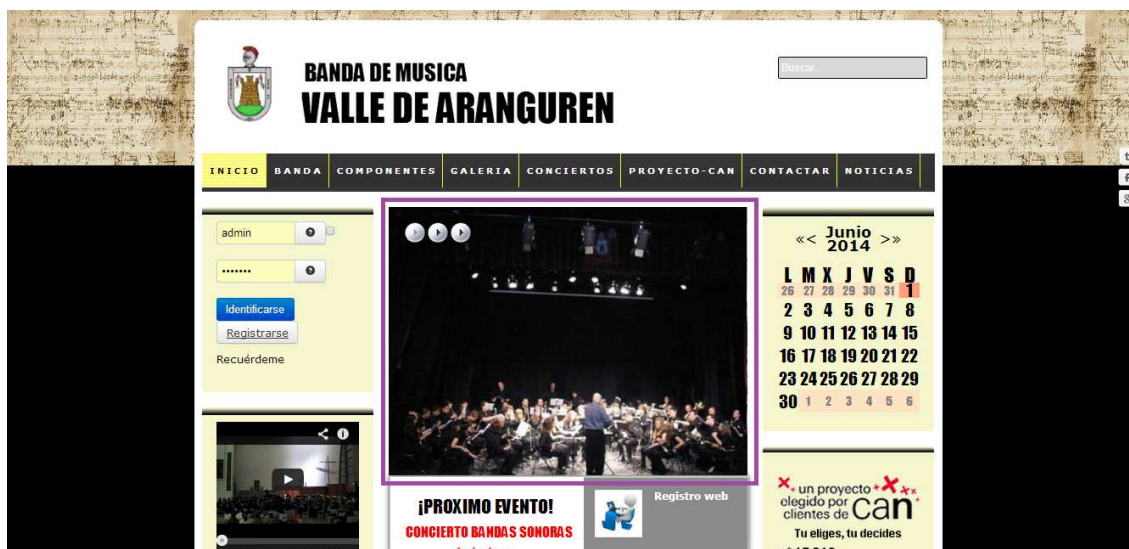 BANDA DE MUSICA
VALLE DE ARANGUREN
Buscar...
INICIO BANDA COMPONENTES GALERIA CONCIERTOS PROYECTO-CAN CONTACTAR NOTICIAS
admin
•••••••
Identificarse
Registrarse
Recuérdeme
¡PROXIMO EVENTO!
CONCIERTO BANDAS SONORAS
Registro web
«< Junio >»
2014
L M X J V S D
26 27 28 29 30 31 1
2 3 4 5 6 7 8
9 10 11 12 13 14 15
16 17 18 19 20 21 22
23 24 25 26 27 28 29
30 1 2 3 4 5 6
un proyecto
elegido por
clientes de can
Tu eliges, tu decides